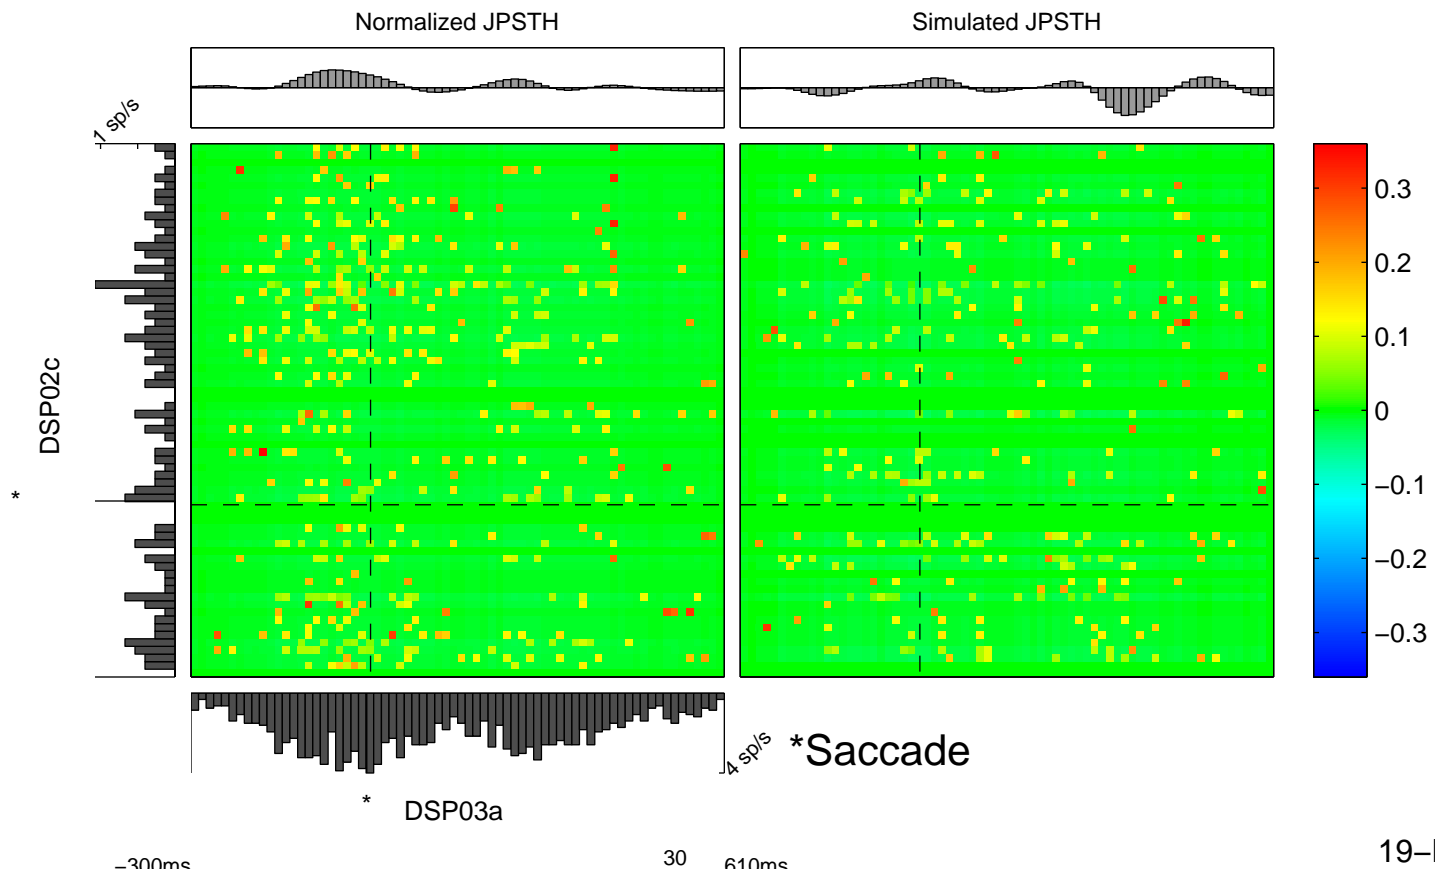 Normalized JPSTH
Simulated JPSTH
1 sp/s
DSP02c
*
0.3
0.2
0.1
0
−0.1
−0.2
−0.3
4 sp/s
*Saccade
*
DSP03a
−300ms
30
610ms
19−